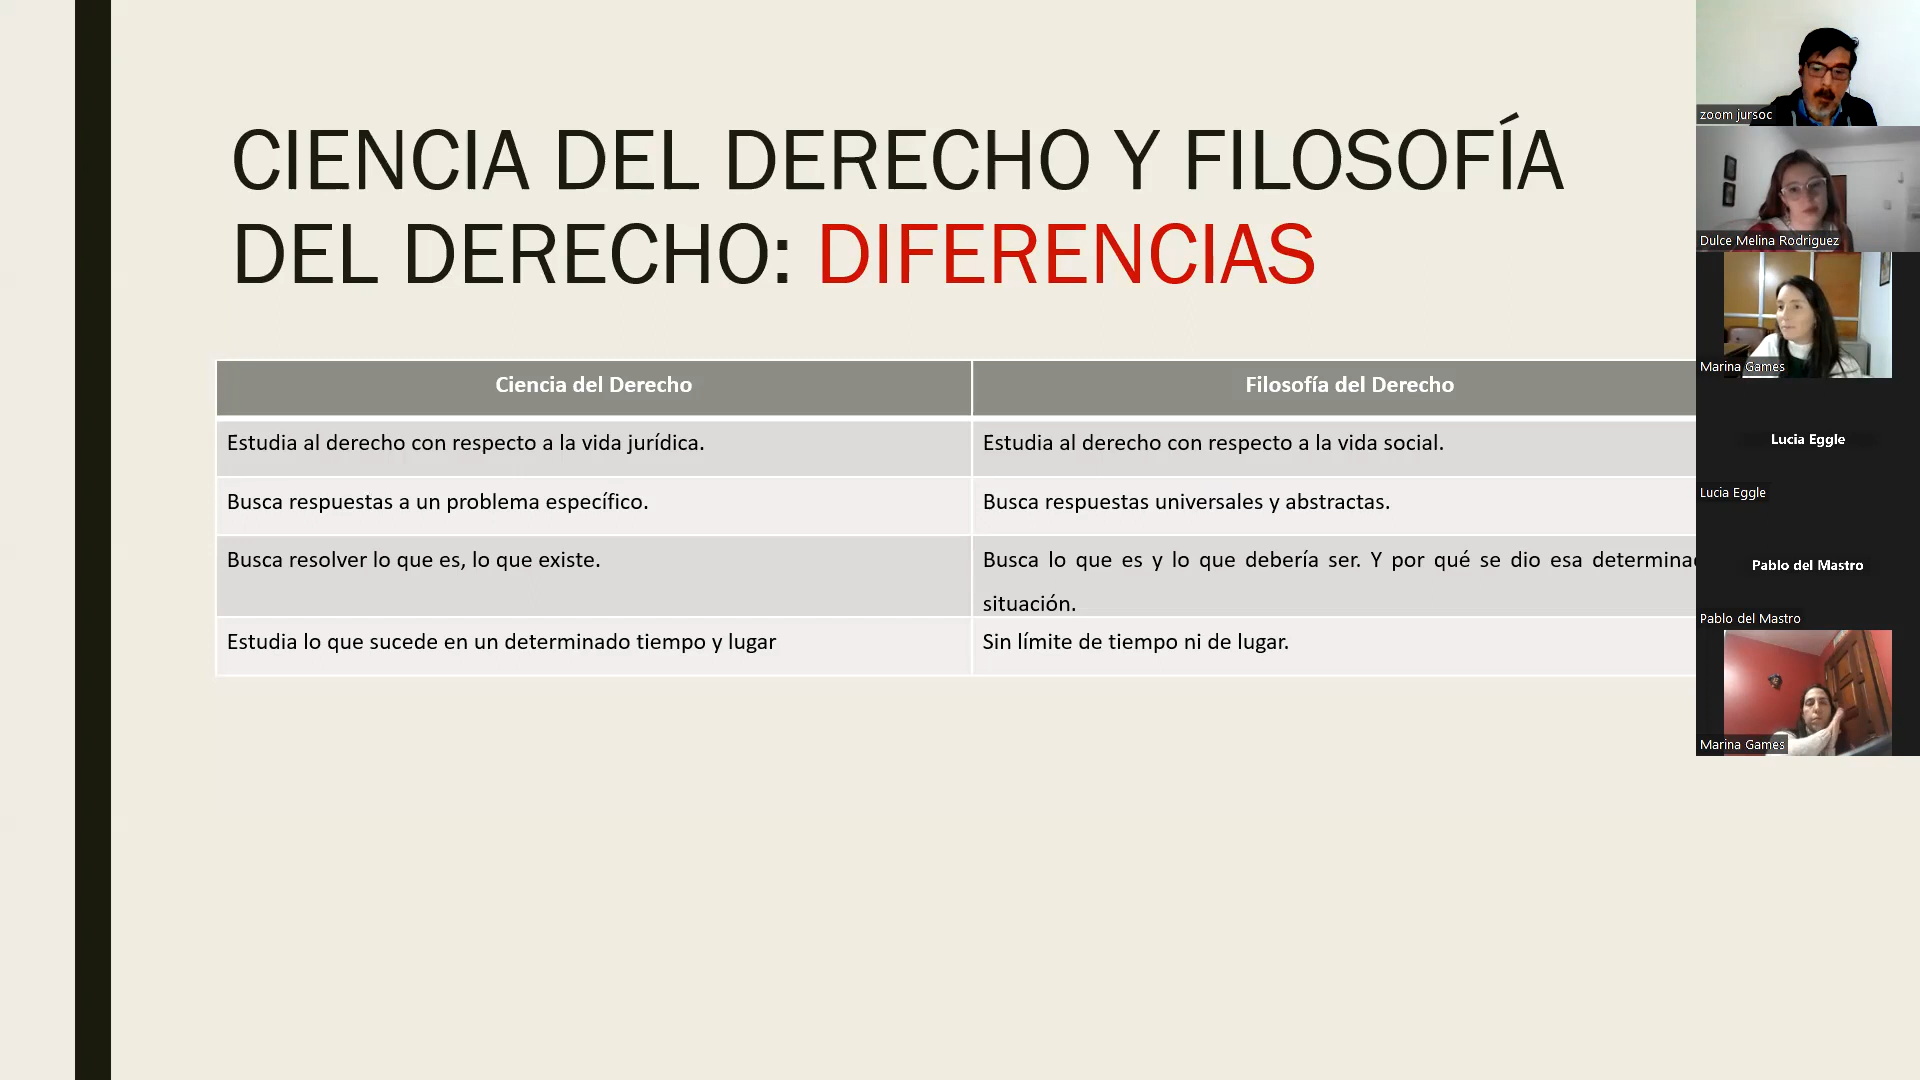 CIENCIA DEL DERECHO Y FILOSOFÍA
DEL DERECHO: DIFERENCIAS
Ciencia del Derecho
Filosofía del Derecho
Estudia al derecho con respecto a la vida jurídica.
Estudia al derecho con respecto a la vida social.
Busca respuestas a un problema específico.
Busca respuestas universales y abstractas.
Busca resolver lo que es, lo que existe.
Busca lo que es y lo que debería ser. Y por qué se dio esa
situación.
Estudia lo que sucede en un determinado tiempo y lugar
Sin límite de tiempo ni de lugar.
zoom jursoc
Dulce Melina Rodriguez
Marina Games
Lucia Eggle
Lucia Eggle
Pablo del Mastro
Pablo del Mastro
Marina Games